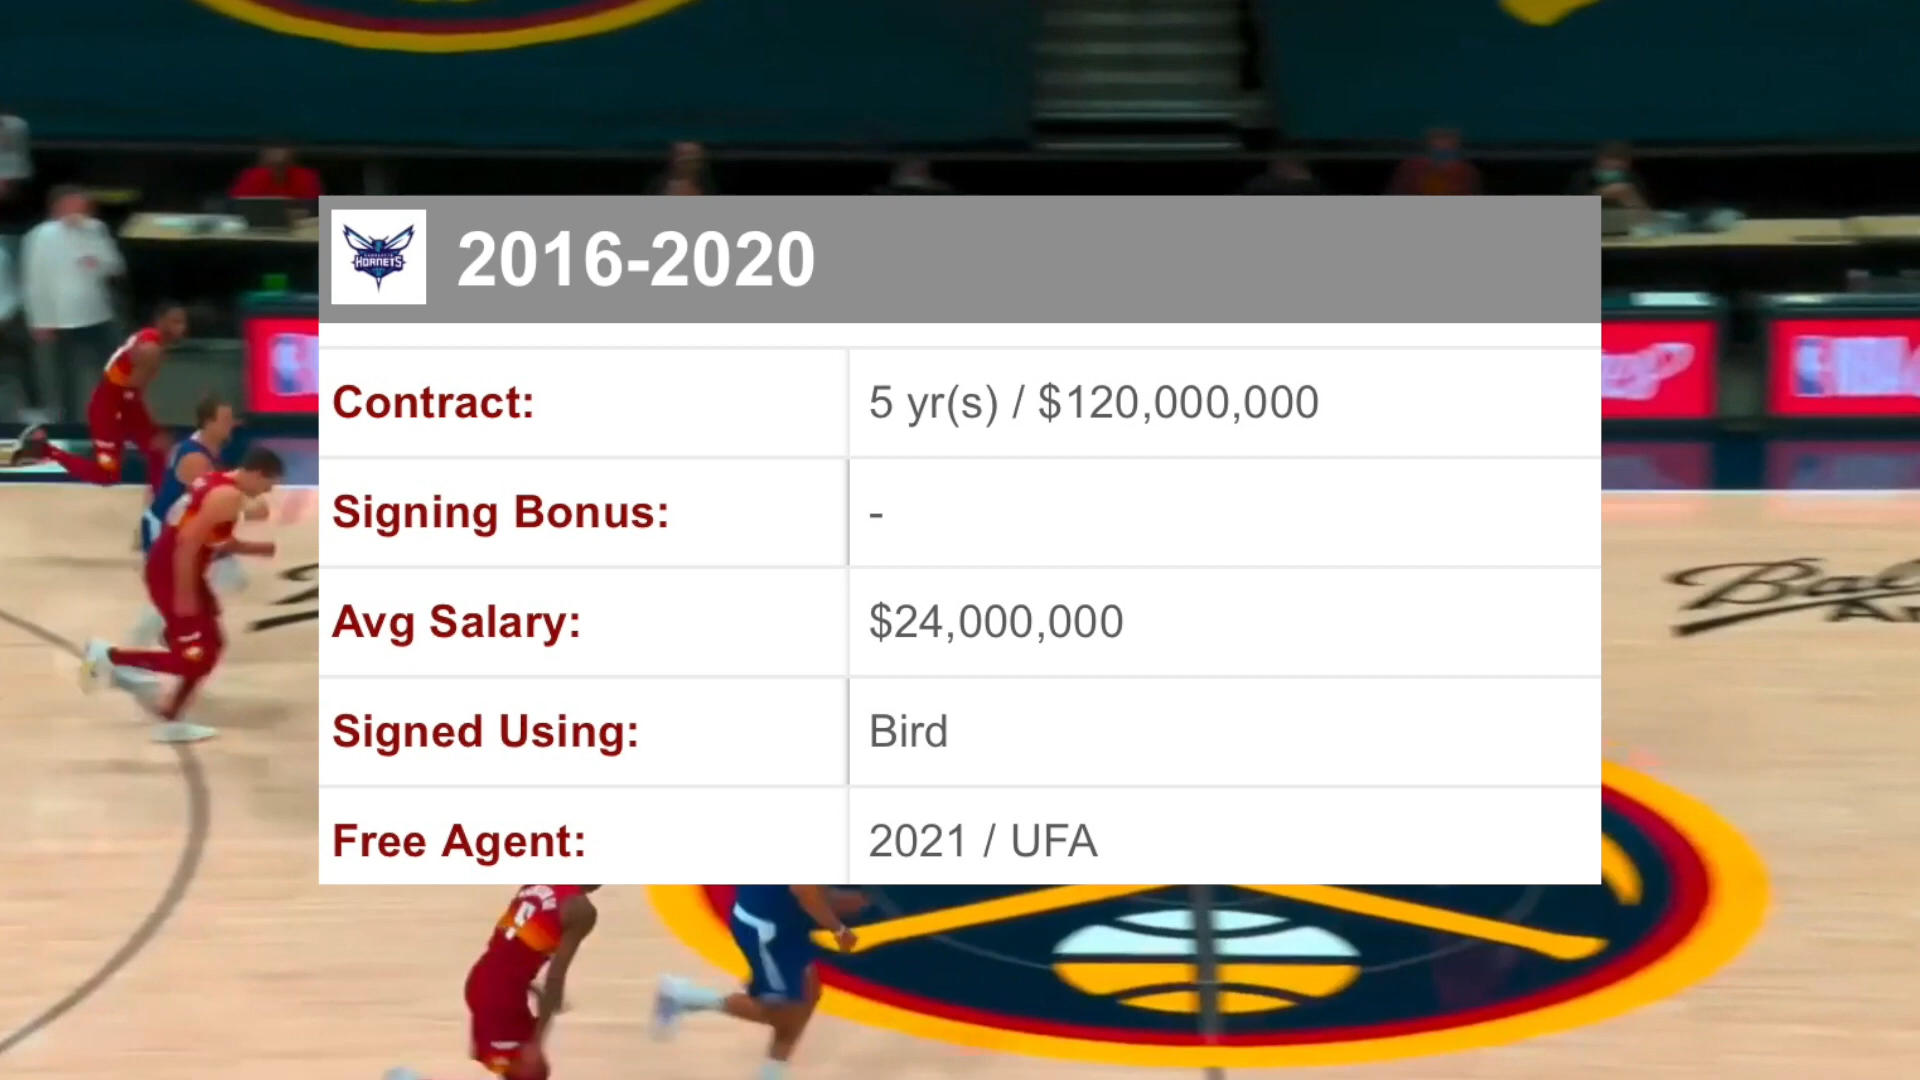 HORNETS
2016-2020
Contract: 5 yr(s) / $120,000,000
Signing Bonus: -
Avg Salary: $24,000,000
Signed Using: Bird
Free Agent: 2021 / UFA